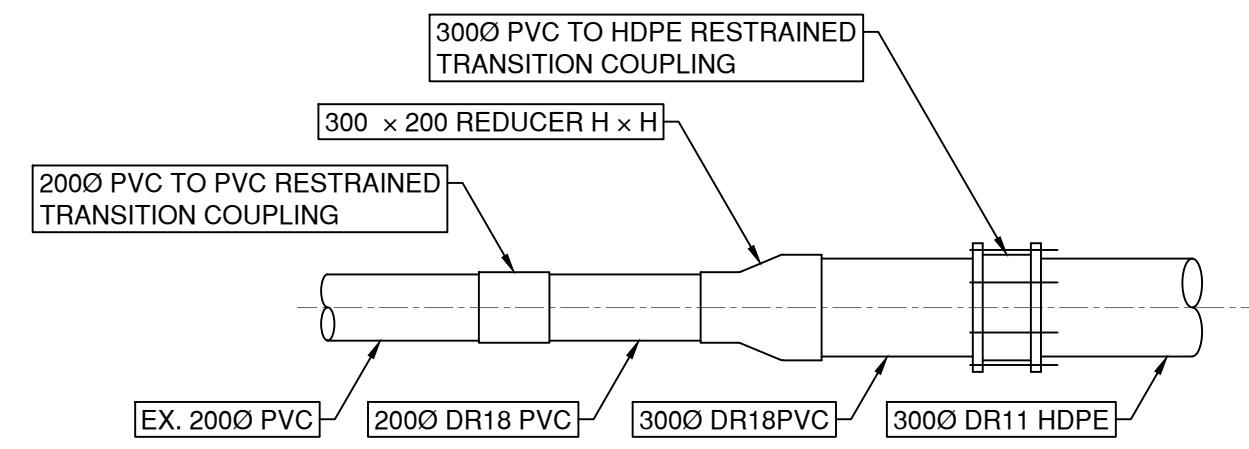 300Ø PVC TO HDPE RESTRAINED
TRANSITION COUPLING
300 × 200 REDUCER H × H
200Ø PVC TO PVC RESTRAINED
TRANSITION COUPLING
EX. 200Ø PVC
200Ø DR18 PVC
300Ø DR18PVC
300Ø DR11 HDPE